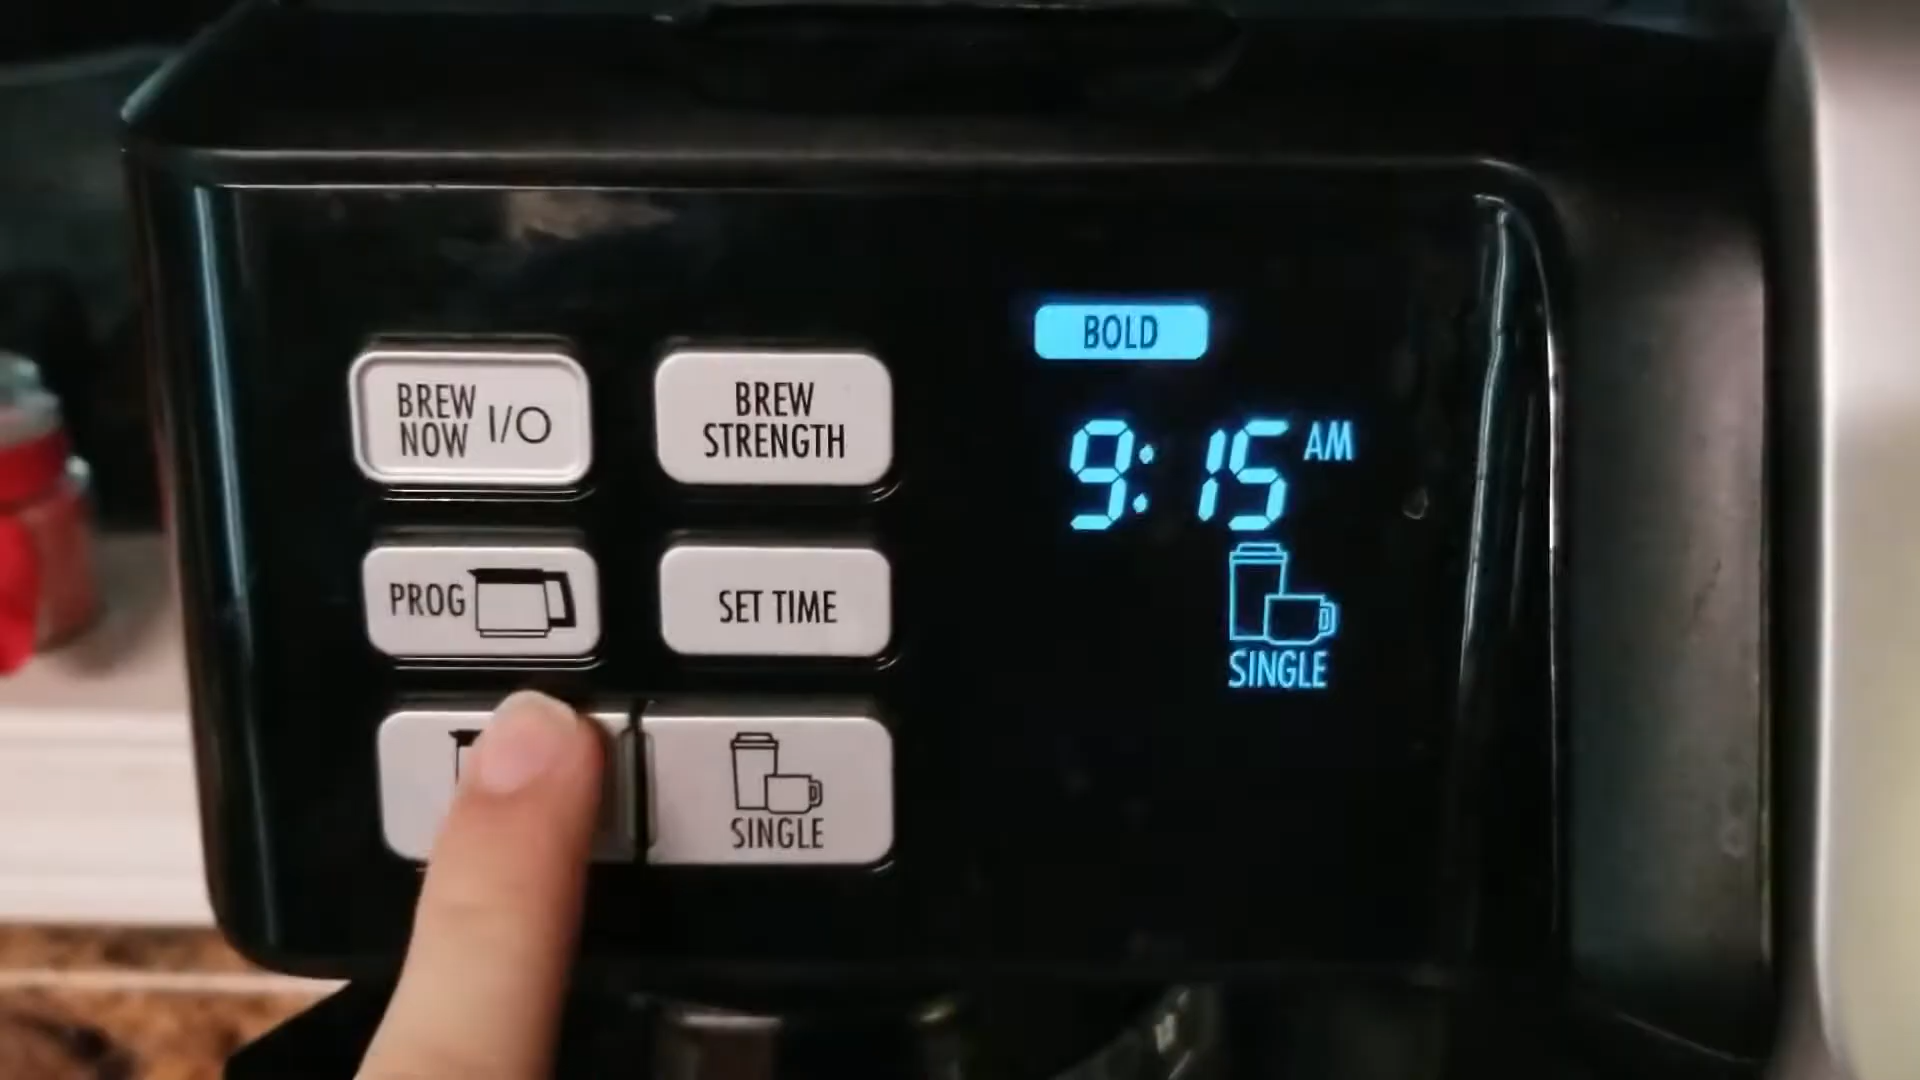 BREW
NOW I/O
BREW
STRENGTH
PROG
SET TIME
SINGLE
BOLD
9:15 AM
SINGLE